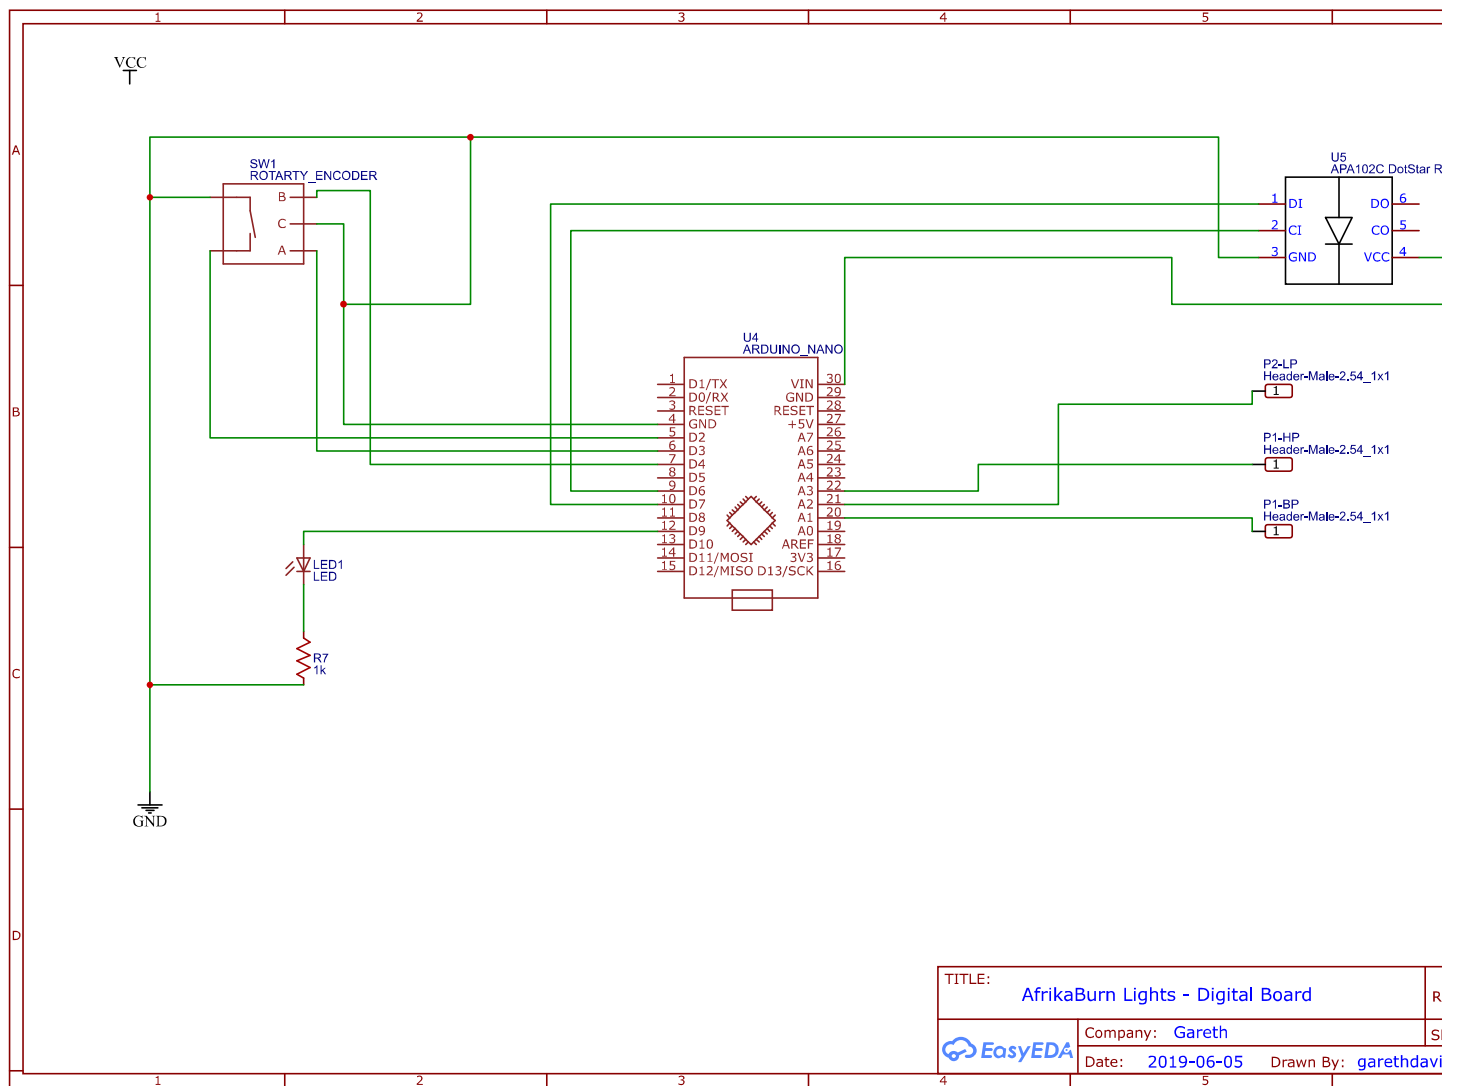 1 2 3 4 5
VCC
A
SW1
ROTARTY_ENCODER
B
C
A
U5
APA102C DotStar R
1 DI DO 6
2 CI CO 5
3 GND VCC 4
U4
ARDUINO_NANO
1 D1/TX VIN 30
2 D0/RX GND 29
3 RESET RESET 28
4 GND +5V 27
5 D2 A7 26
6 D3 A6 25
7 D4 A5 24
8 D5 A4 23
9 D6 A3 22
10 D7 A2 21
11 D8 A1 20
12 D9 A0 19
13 D10 AREF 18
14 D11/MOSI 3V3 17
15 D12/MISO D13/SCK 16
P2-LP
Header-Male-2.54_1x1
1
B
P1-HP
Header-Male-2.54_1x1
1
P1-BP
Header-Male-2.54_1x1
1
LED1
LED
R7
1k
C
GND
D
TITLE:
AfrikaBurn Lights - Digital Board
R
EasyEDA
Company: Gareth
Date: 2019-06-05 Drawn By: garethdavi
1 2 3 4 5